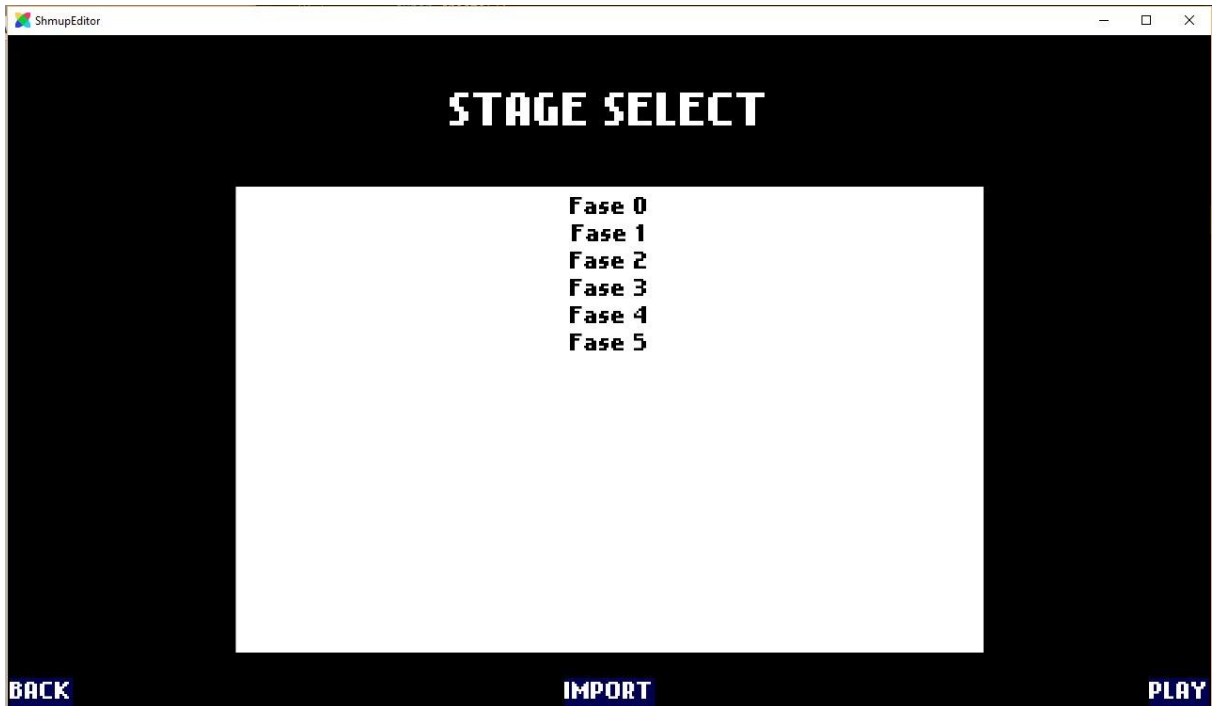 ShmupEditor
STAGE SELECT
Fase 0
Fase 1
Fase 2
Fase 3
Fase 4
Fase 5
BACK IMPORT PLAY